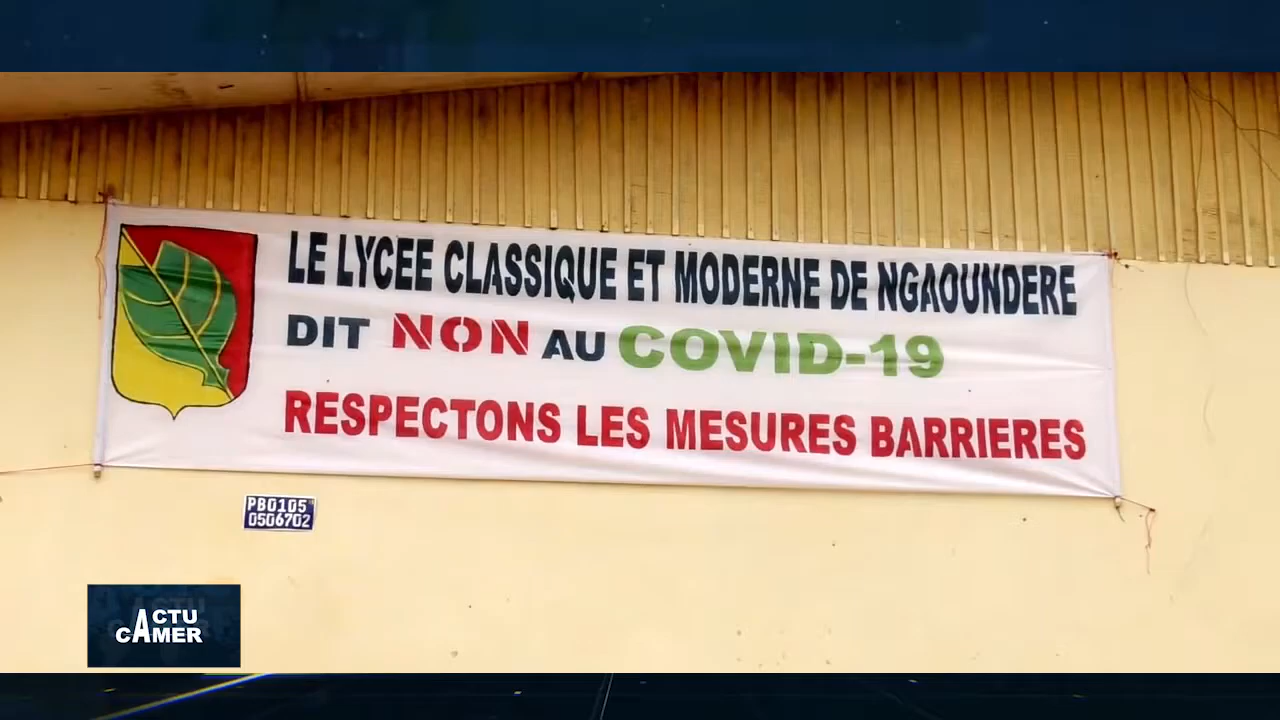 LE LYCEE CLASSIQUE ET MODERNE DE NGAOUNDERE
DIT NON AU COVID-19
RESPECTONS LES MESURES BARRIERES
PB0105
0506702
ACTU
CAMER